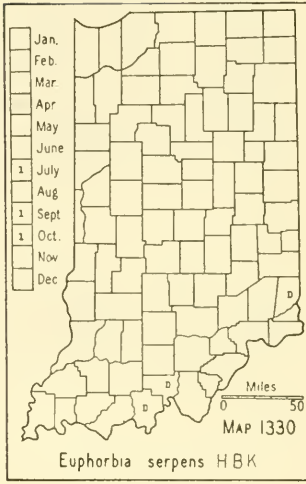 Jan.
Feb.
Mar.
Apr
May
June
1 July
Aug
1 Sept
1 Oct.
Nov
Dec
D
D
D
Miles
0 50
MAP 1330
Euphorbia serpens HBK